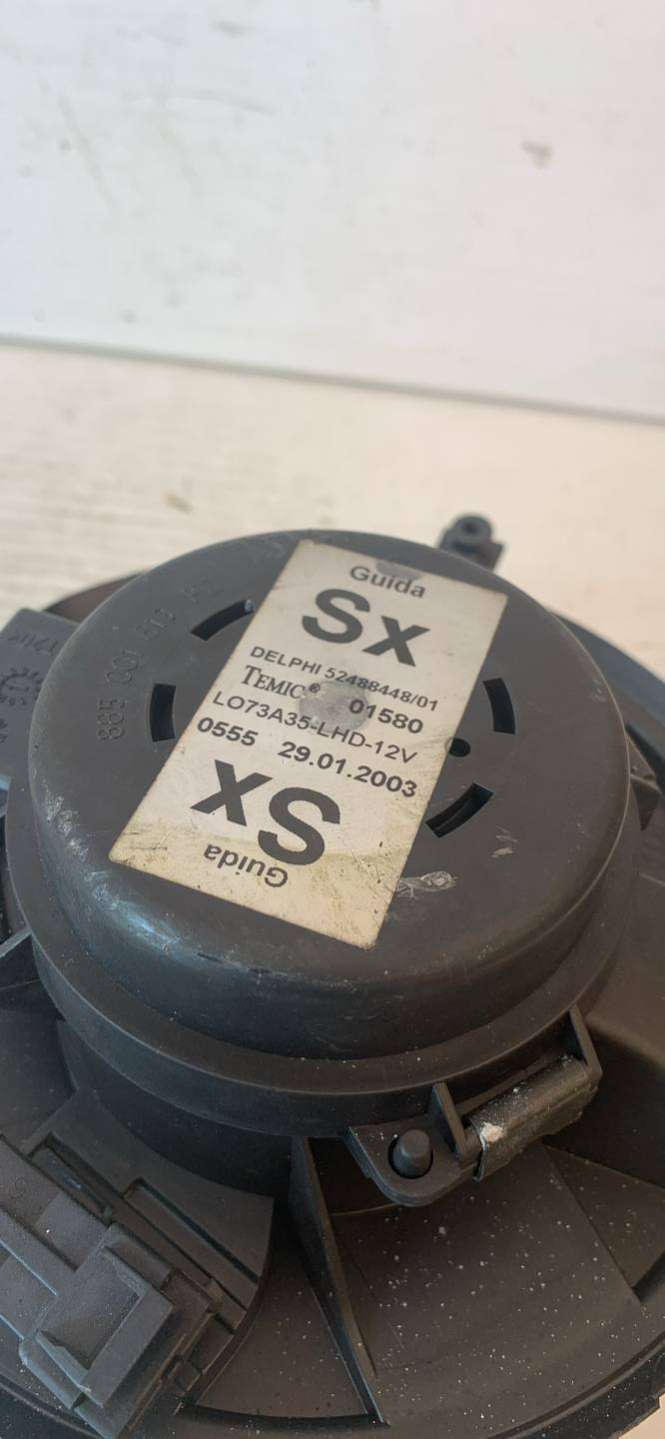 Guida
Sx
DELPHI 52488448/01
TEMIC® 01580
LO73A35-LHD-12V
0555 29.01.2003
Sx
Guida